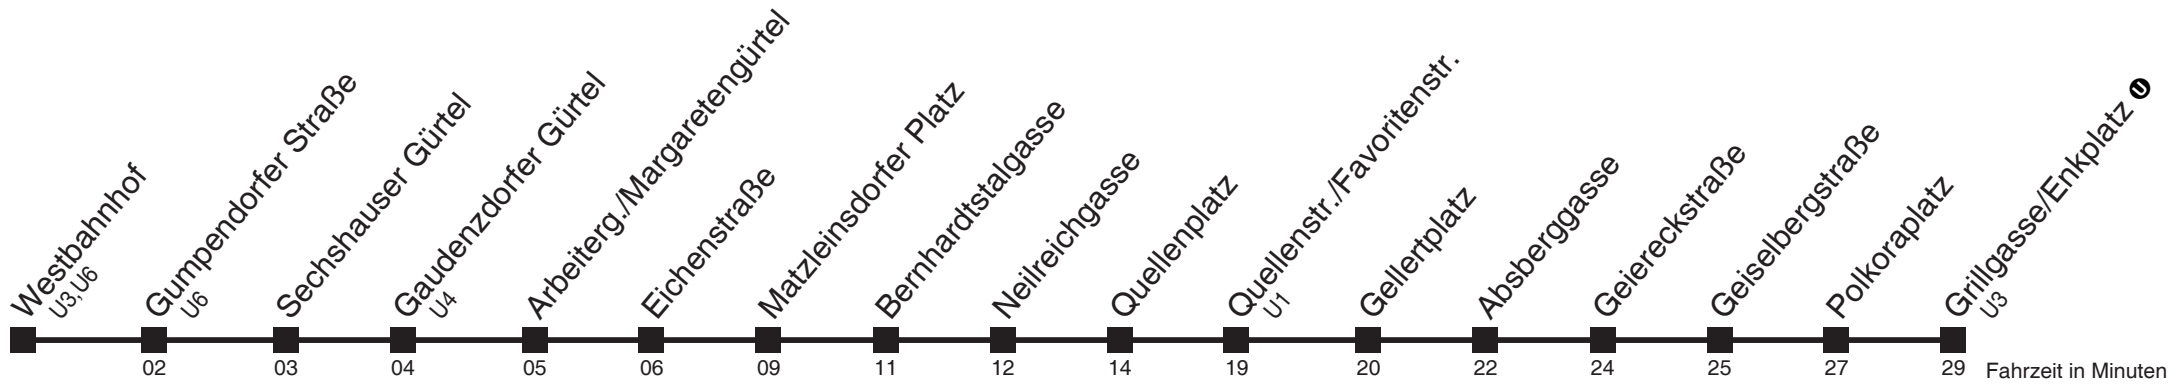 Westbahnhof
U3, U6
Gumpendorfer Straße
U6
Sechshauser Gürtel
Gaudenzdorfer Gürtel
U4
Arbeiterg./Margaretengürtel
Eichenstraße
Matzleinsdorfer Platz
Bernhardtstalgasse
Neilreichgasse
Quellenplatz
Quellenstr./Favoritenstr.
U1
Gellertplatz
Absberggasse
Geiereckstraße
Geiselbergstraße
Polkoraplatz
Grillgasse/Enkplatz U
U3
02 03 04 05 06 09 11 12 14 19 20 22 24 25 27 29 Fahrzeit in Minuten